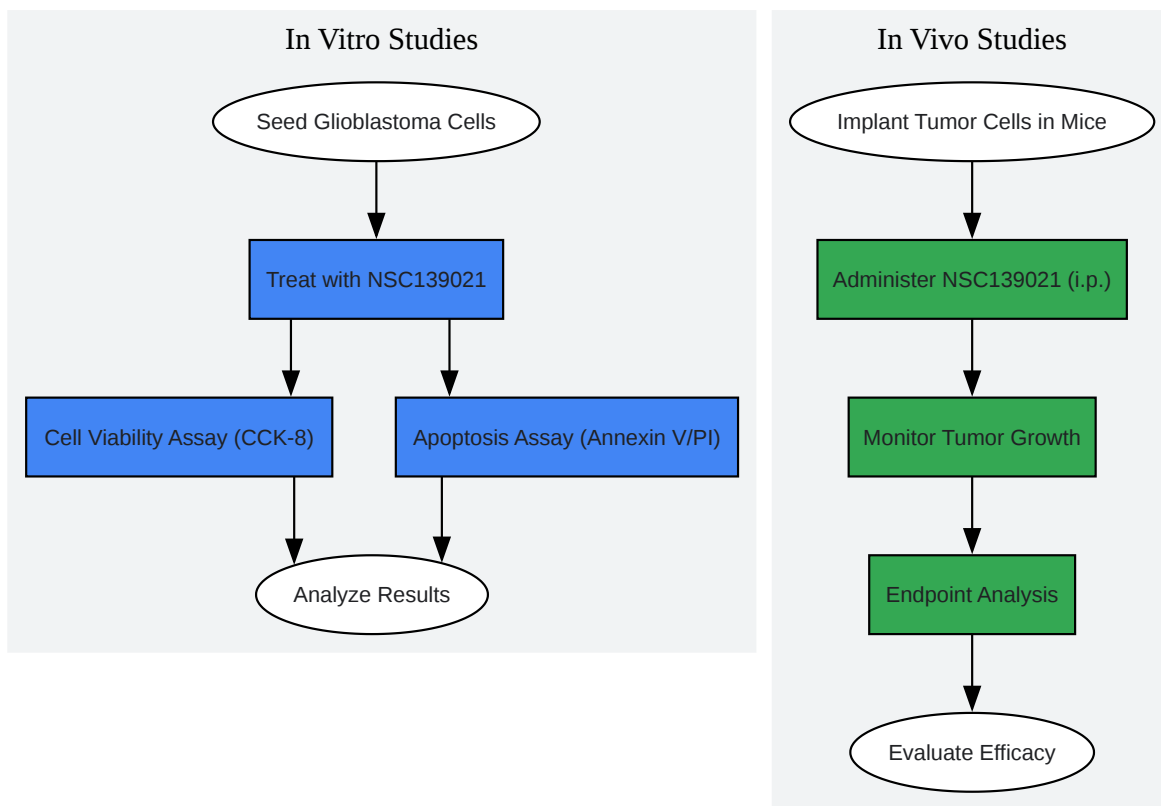 In Vitro Studies
Seed Glioblastoma Cells
Treat with NSC139021
Cell Viability Assay (CCK-8)
Apoptosis Assay (Annexin V/PI)
Analyze Results
In Vivo Studies
Implant Tumor Cells in Mice
Administer NSC139021 (i.p.)
Monitor Tumor Growth
Endpoint Analysis
Evaluate Efficacy